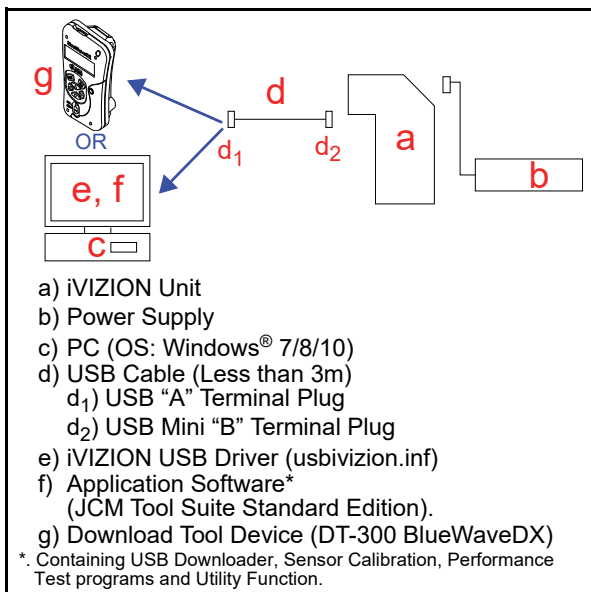 g
d
OR
d1
d2
a
b
e, f
c
a) iVIZION Unit
b) Power Supply
c) PC (OS: Windows® 7/8/10)
d) USB Cable (Less than 3m)
d1) USB “A” Terminal Plug
d2) USB Mini “B” Terminal Plug
e) iVIZION USB Driver (usbivizion.inf)
f) Application Software*
(JCM Tool Suite Standard Edition).
g) Download Tool Device (DT-300 BlueWaveDX)
*. Containing USB Downloader, Sensor Calibration, Performance
Test programs and Utility Function.